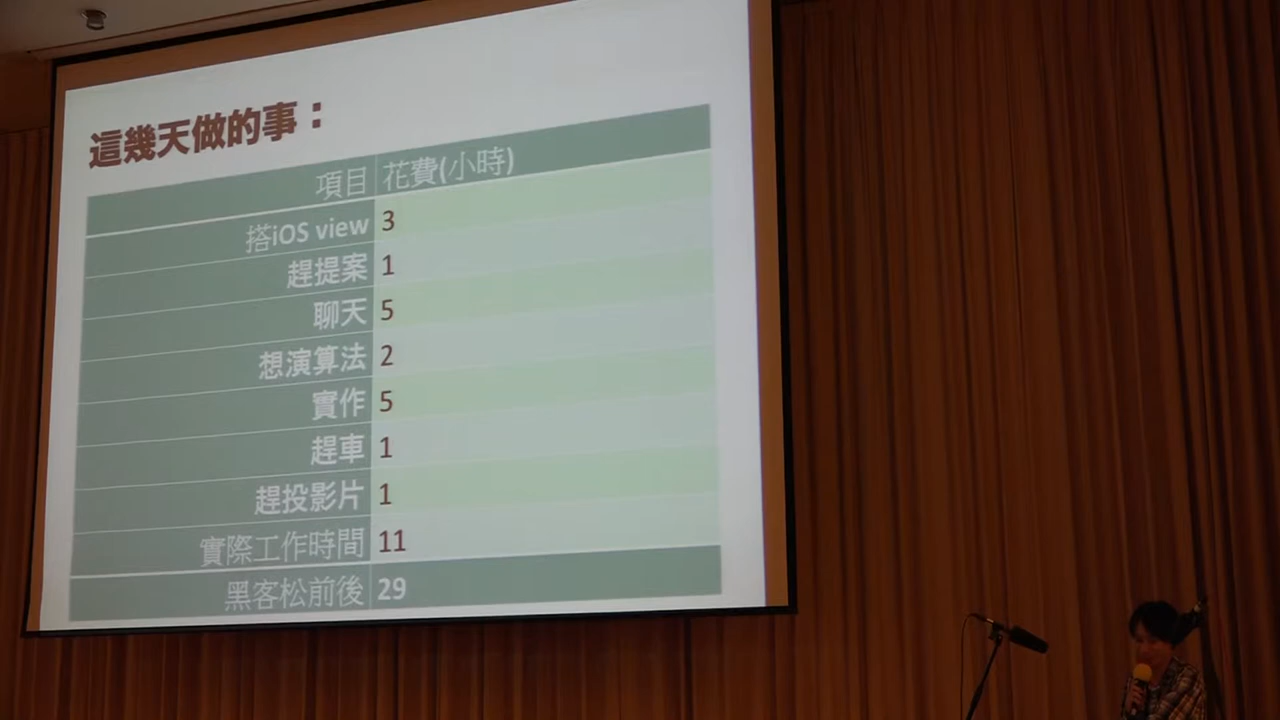 這幾天做的事：
項目 花費(小時)
搭iOS view 3
趕提案 1
聊天 5
想演算法 2
實作 5
趕車 1
趕投影片 1
實際工作時間 11
黑客松前後 29